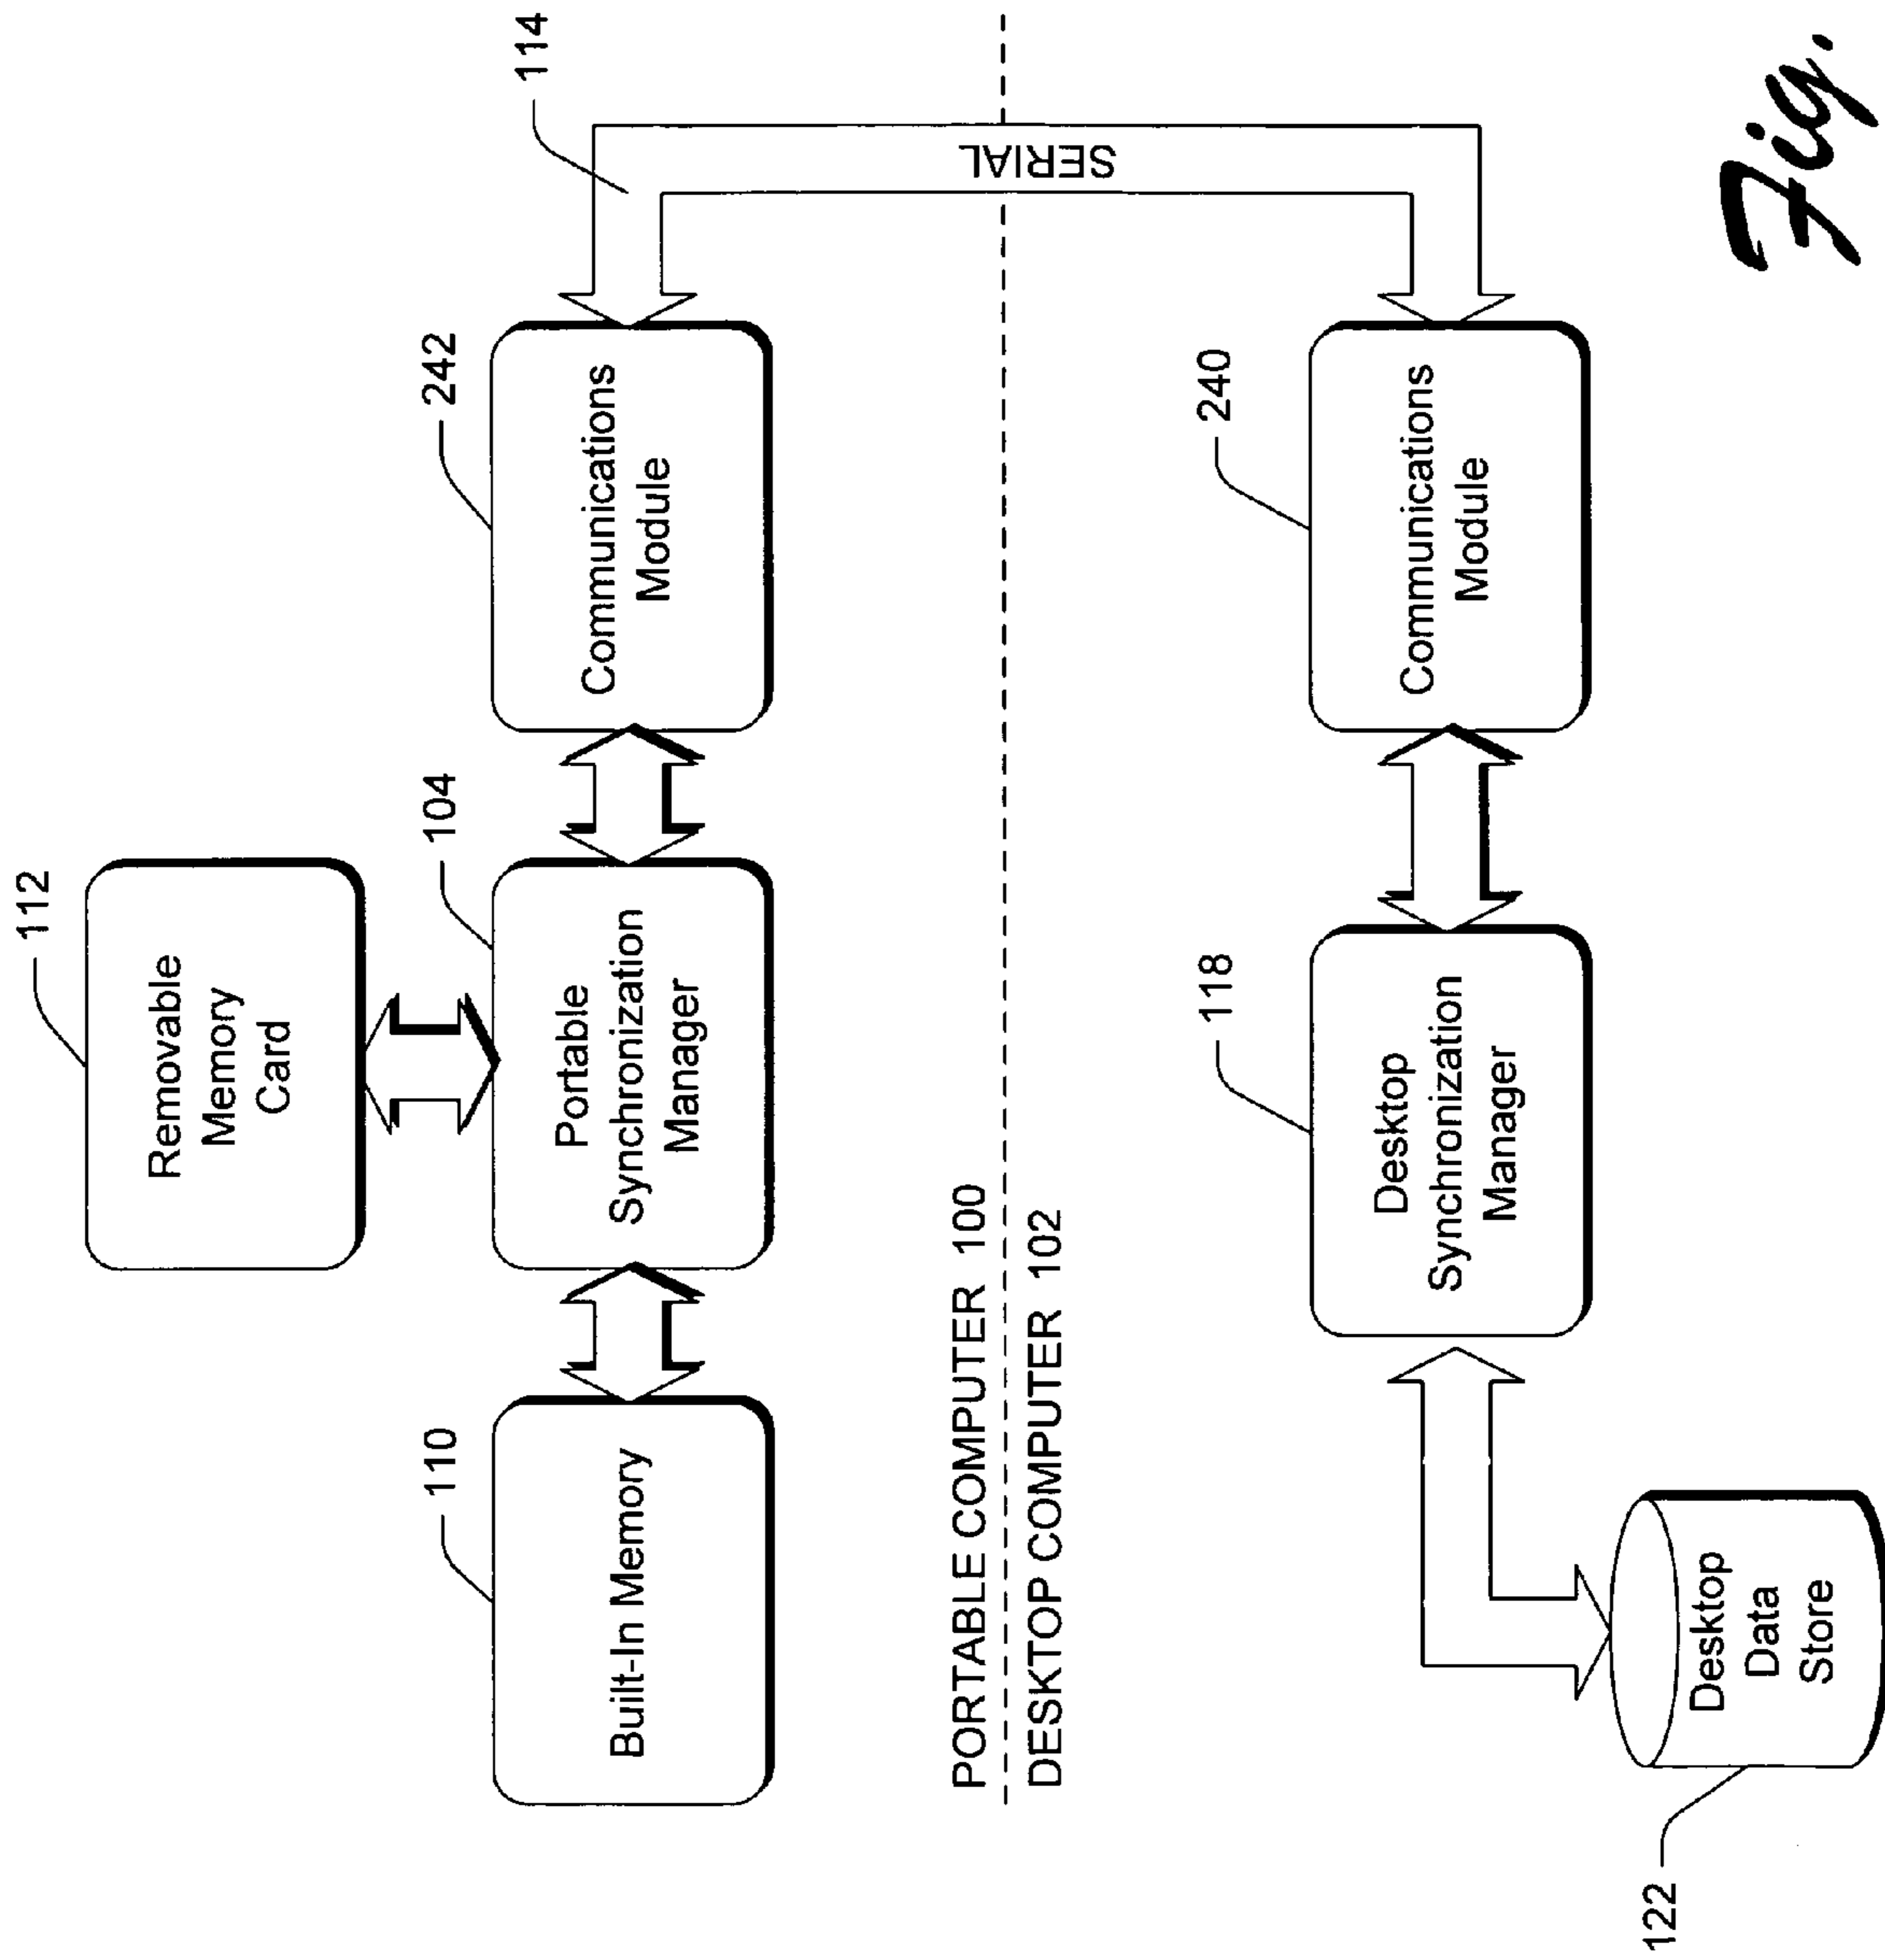 112
Removable
Memory
Card
110
104
242
114
Built-In Memory
Portable
Synchronization
Manager
Communications
Module
PORTABLE COMPUTER 100
DESKTOP COMPUTER 102
SERIAL
118
240
Desktop
Synchronization
Manager
Communications
Module
122
Desktop
Data
Store
Fig.